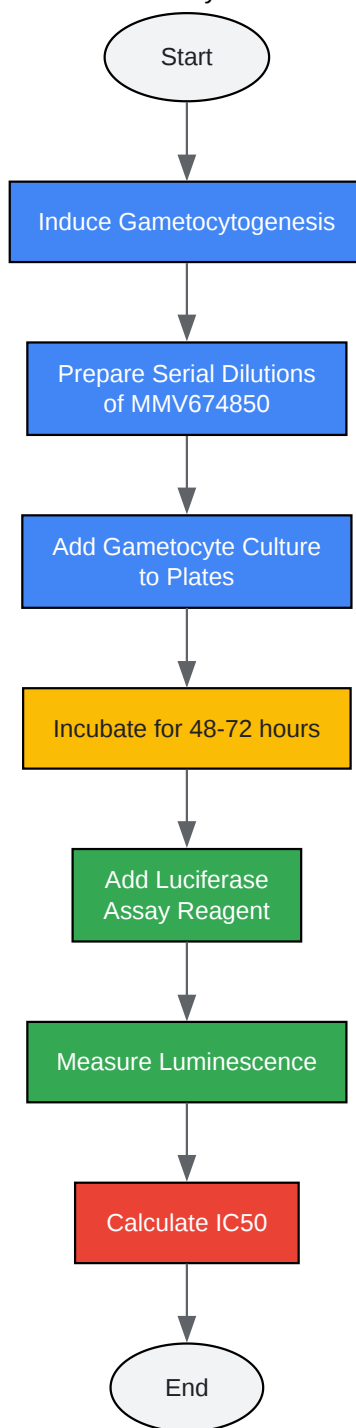 Start
Induce Gametocytogenesis
Prepare Serial Dilutions
of MMV674850
Add Gametocyte Culture
to Plates
Incubate for 48-72 hours
Add Luciferase
Assay Reagent
Measure Luminescence
Calculate IC50
End